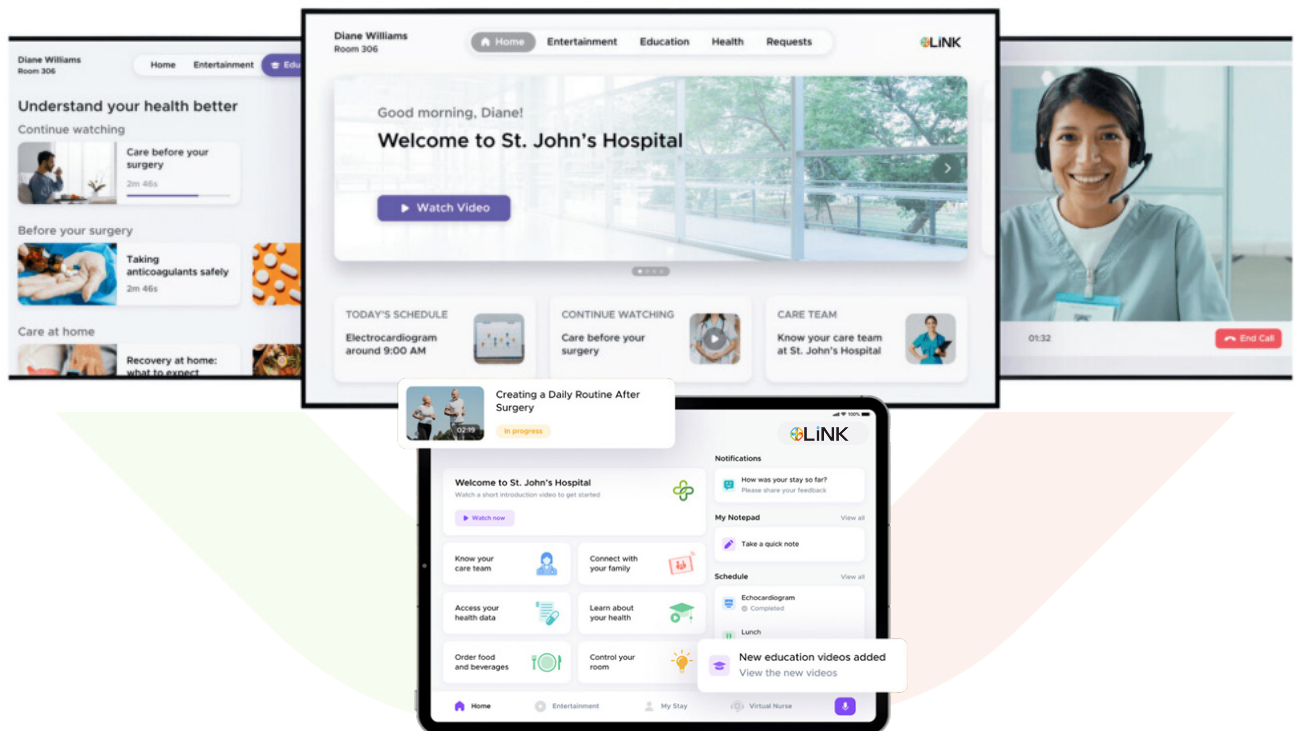 Diane Williams
Room 306
Home
Entertainment
Edu
Understand your health better
Continue watching
Care before your
surgery
2m 46s
Before your surgery
Taking
anticoagulants safely
2m 46s
Care at home
Recovery at home:
what to expect
Diane Williams
Room 306
Home
Entertainment
Education
Health
Requests
LiNK
Good morning, Diane!
Welcome to St. John's Hospital
Watch Video
TODAY'S SCHEDULE
Electrocardiogram
around 9:00 AM
CONTINUE WATCHING
Care before your
surgery
CARE TEAM
Know your care team
at St. John's Hospital
01:32
End Call
02:19
Creating a Daily Routine After
Surgery
In progress
100%
LiNK
Welcome to St. John's Hospital
Watch a short introduction video to get started
Watch now
Know your
care team
Connect with
your family
Access your
health data
Learn about
your health
Order food
and beverages
Control your
room
Notifications
How was your stay so far?
Please share your feedback
My Notepad
View all
Take a quick note
Schedule
View all
Echocardiogram
Completed
Lunch
New education videos added
View the new videos
Home
Entertainment
My Stay
Virtual Nurse